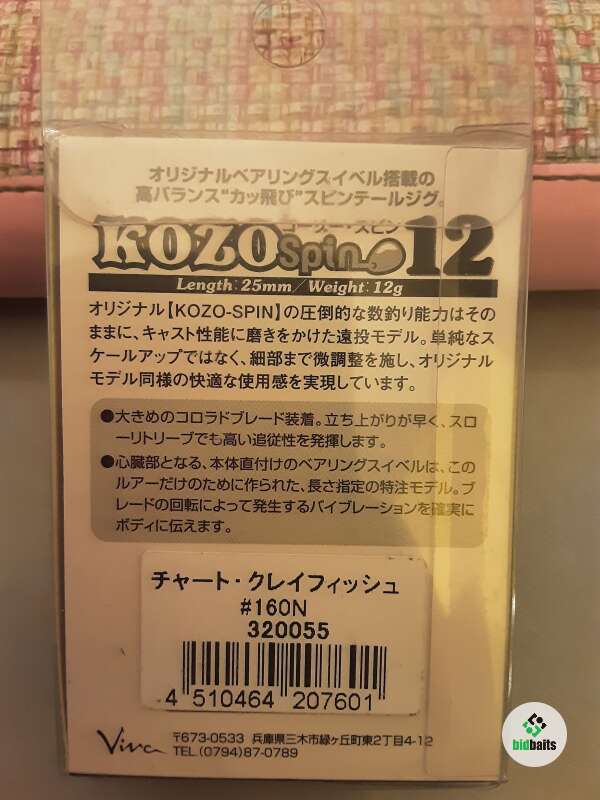 オリジナルベアリングスイベル搭載の
高バランス"カッ飛び"スピンテールジグ。
コーゾー・スピン
KOZO Spin 12
Length:25mm/Weight:12g
オリジナル【KOZO-SPIN】の圧倒的な数釣り能力はその
ままに、キャスト性能に磨きをかけた遠投モデル。単純なス
ケールアップではなく、細部まで微調整を施し、オリジナル
モデル同様の快適な使用感を実現しています。
●大きめのコロラドブレード装着。立ち上がりが早く、スロ
ーリトリーブでも高い追従性を発揮します。
●心臓部となる、本体直付けのベアリングスイベルは、この
ルアーだけのために作られた、長さ指定の特注モデル。ブ
レードの回転によって発生するバイブレーションを確実に
ボディに伝えます。
チャート・クレイフィッシュ
#160N
320055
4 510464 207601
Viva
〒673-0533 兵庫県三木市緑ヶ丘町東2丁目4-12
TEL (0794)87-0789
bidbaits